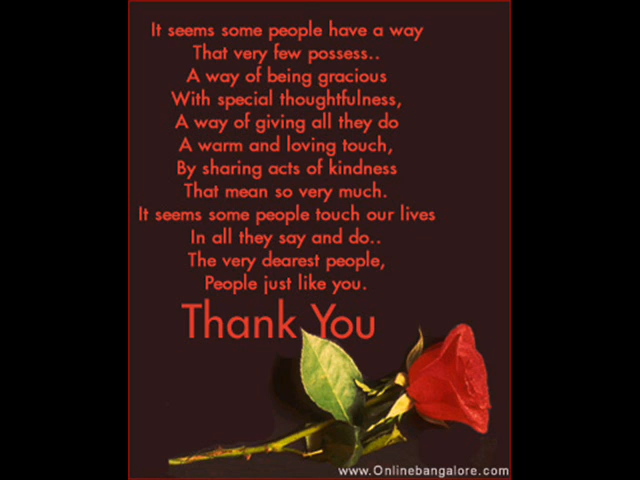 It seems some people have a way
That very few possess..
A way of being gracious
With special thoughtfulness,
A way of giving all they do
A warm and loving touch,
By sharing acts of kindness
That mean so very much.
It seems some people touch our lives
In all they say and do..
The very dearest people,
People just like you.
Thank You
www.Onlinebangalore.com